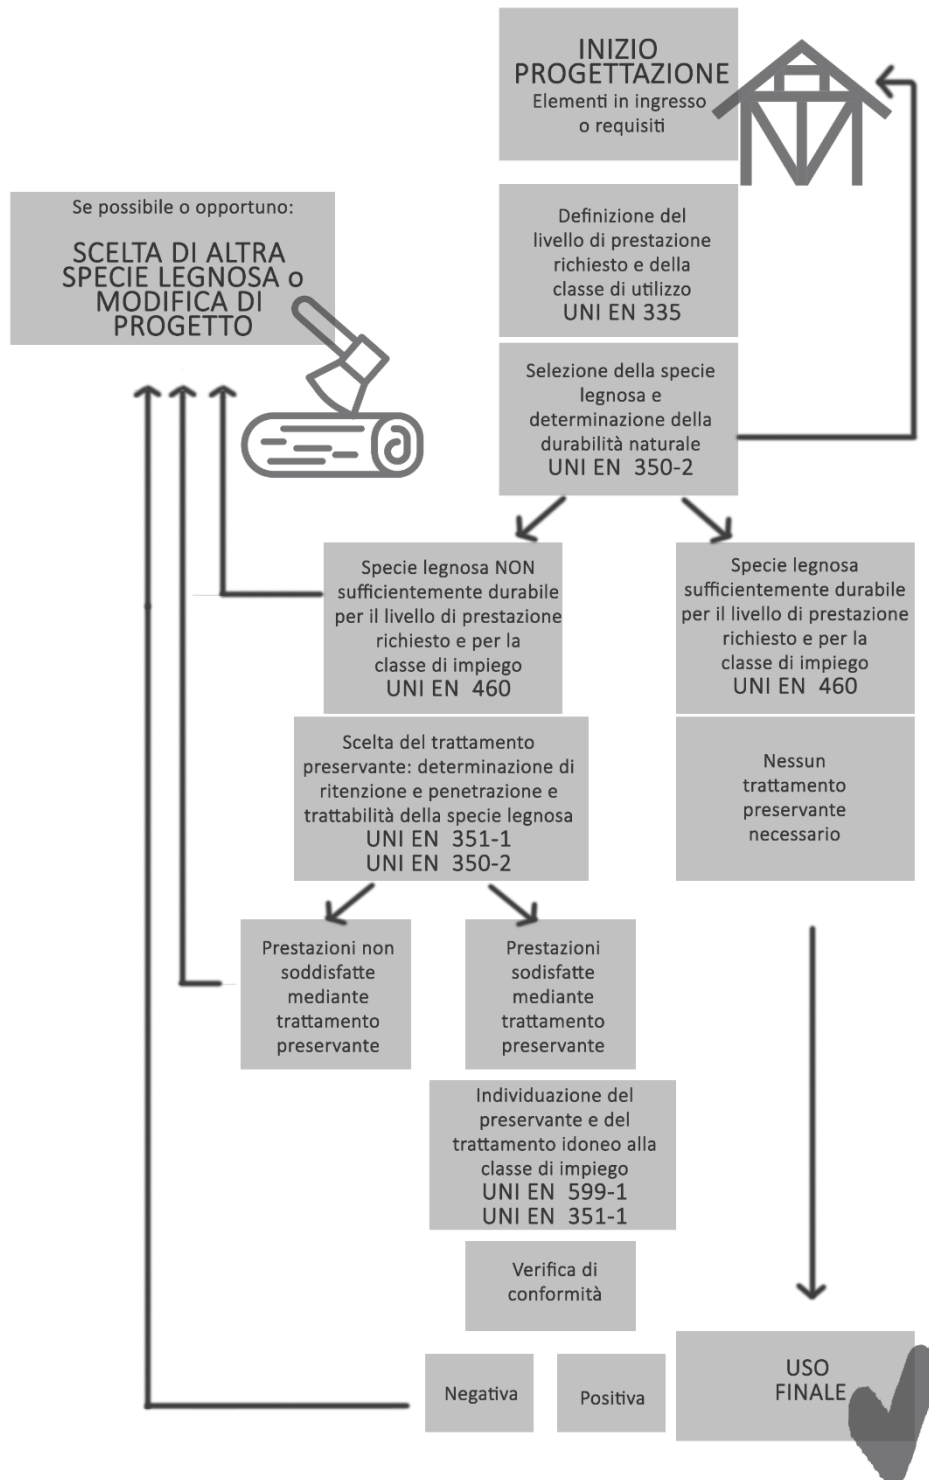 INIZIO
PROGETTAZIONE
Elementi in ingresso
o requisiti
Se possibile o opportuno:
SCELTA DI ALTRA
SPECIE LEGNOSA o
MODIFICA DI
PROGETTO
Definizione del
livello di prestazione
richiesto e della
classe di utilizzo
UNI EN 335
Selezione della specie
legnosa e
determinazione della
durabilità naturale
UNI EN 350-2
Specie legnosa NON
sufficientemente durabile
per il livello di prestazione
richiesto e per la
classe di impiego
UNI EN 460
Specie legnosa
sufficientemente durabile
per il livello di prestazione
richiesto e per la
classe di impiego
UNI EN 460
Scelta del trattamento
preservante: determinazione di
ritenzione e penetrazione e
trattabilità della specie legnosa
UNI EN 351-1
UNI EN 350-2
Nessun
trattamento
preservante
necessario
Prestazioni non
soddisfatte
mediante
trattamento
preservante
Prestazioni
sodisfatte
mediante
trattamento
preservante
Individuazione del
preservante e del
trattamento idoneo alla
classe di impiego
UNI EN 599-1
UNI EN 351-1
Verifica di
conformità
Negativa
Positiva
USO
FINALE